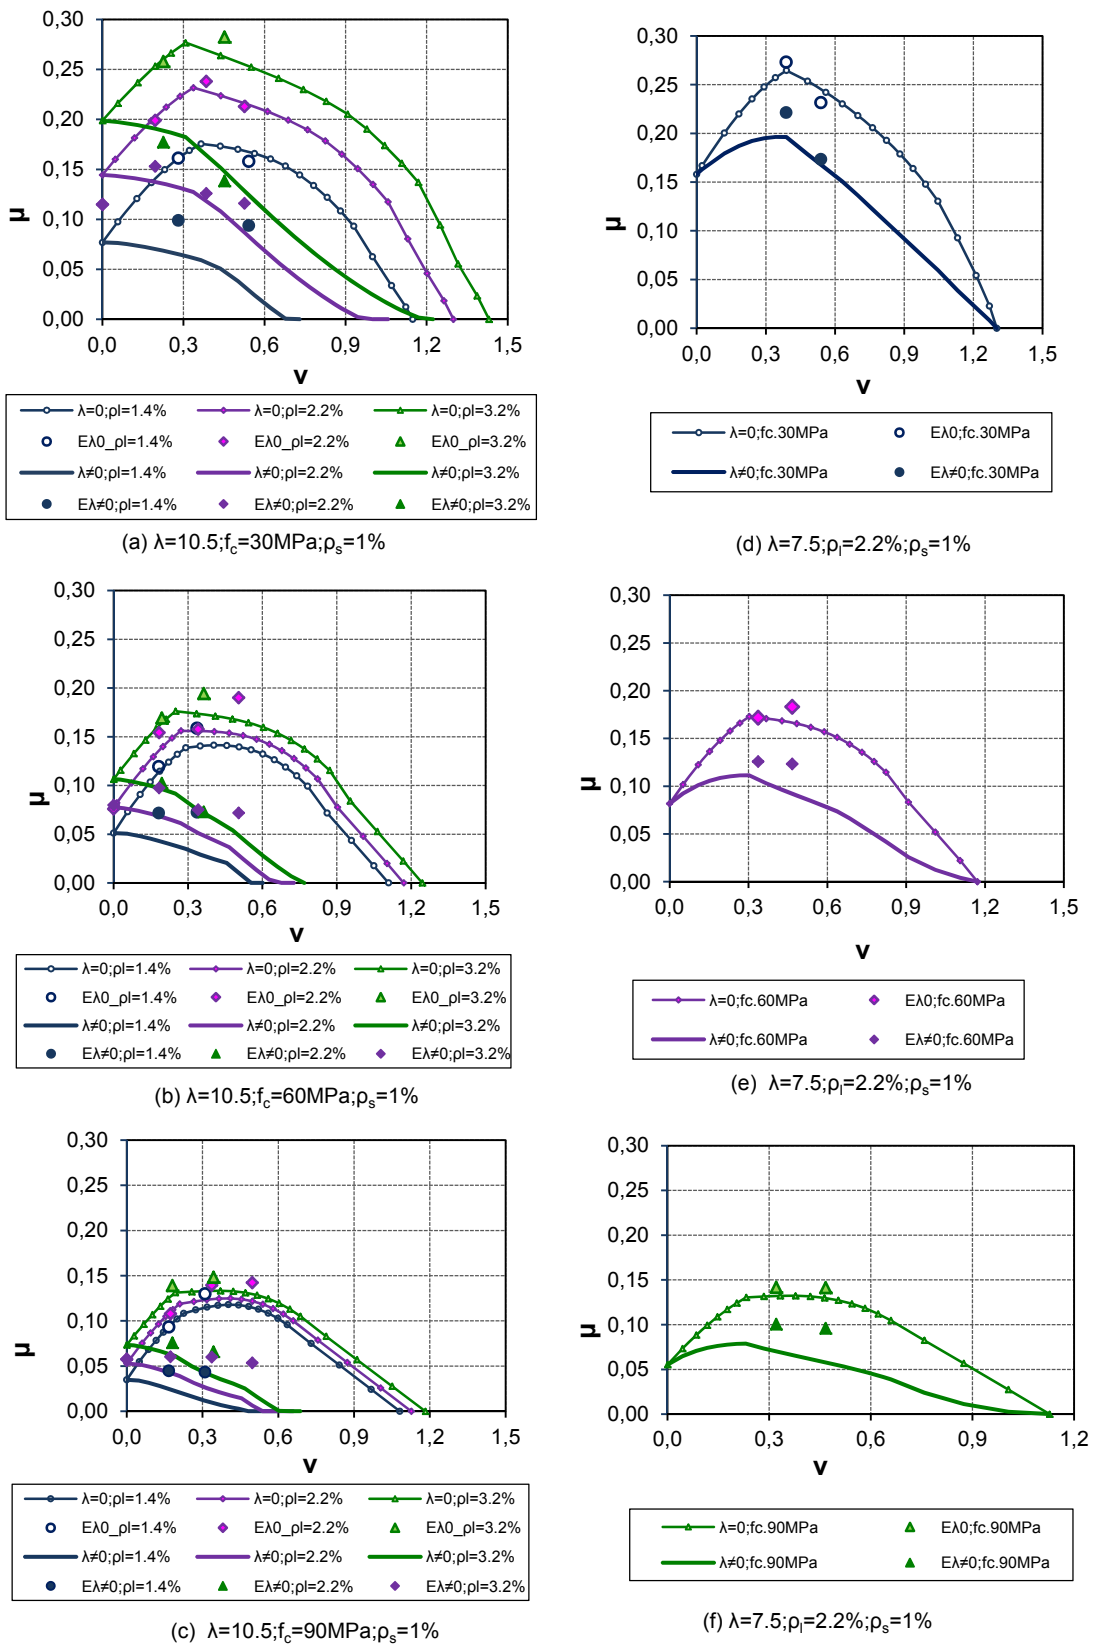 0,30
0,25
0,20
0,15
0,10
0,05
0,00
μ
0,0 0,3 0,6 0,9 1,2 1,5
ν
λ=0;ρl=1.4% λ=0;ρl=2.2% λ=0;ρl=3.2%
Eλ0_ρl=1.4% Eλ0_ρl=2.2% Eλ0_ρl=3.2%
λ≠0;ρl=1.4% λ≠0;ρl=2.2% λ≠0;ρl=3.2%
Eλ≠0;ρl=1.4% Eλ≠0;ρl=2.2% Eλ≠0;ρl=3.2%
(a) λ=10.5;fc=30MPa;ρs=1%
0,30
0,25
0,20
0,15
0,10
0,05
0,00
μ
0,0 0,3 0,6 0,9 1,2 1,5
ν
λ=0;fc.30MPa Eλ0;fc.30MPa
λ≠0;fc.30MPa Eλ≠0;fc.30MPa
(d) λ=7.5;ρl=2.2%;ρs=1%
0,30
0,25
0,20
0,15
0,10
0,05
0,00
μ
0,0 0,3 0,6 0,9 1,2 1,5
ν
λ=0;ρl=1.4% λ=0;ρl=2.2% λ=0;ρl=3.2%
Eλ0_ρl=1.4% Eλ0_ρl=2.2% Eλ0_ρl=3.2%
λ≠0;ρl=1.4% λ≠0;ρl=2.2% λ≠0;ρl=3.2%
Eλ≠0;ρl=1.4% Eλ≠0;ρl=2.2% Eλ≠0;ρl=3.2%
(b) λ=10.5;fc=60MPa;ρs=1%
0,30
0,25
0,20
0,15
0,10
0,05
0,00
μ
0,0 0,3 0,6 0,9 1,2 1,5
ν
λ=0;fc.60MPa Eλ0;fc.60MPa
λ≠0;fc.60MPa Eλ≠0;fc.60MPa
(e) λ=7.5;ρl=2.2%;ρs=1%
0,30
0,25
0,20
0,15
0,10
0,05
0,00
μ
0,0 0,3 0,6 0,9 1,2 1,5
ν
λ=0;ρl=1.4% λ=0;ρl=2.2% λ=0;ρl=3.2%
Eλ0_ρl=1.4% Eλ0_ρl=2.2% Eλ0_ρl=3.2%
λ≠0;ρl=1.4% λ≠0;ρl=2.2% λ≠0;ρl=3.2%
Eλ≠0;ρl=1.4% Eλ≠0;ρl=2.2% Eλ≠0;ρl=3.2%
(c) λ=10.5;fc=90MPa;ρs=1%
0,30
0,25
0,20
0,15
0,10
0,05
0,00
μ
0,0 0,3 0,6 0,9 1,2
ν
λ=0;fc.90MPa Eλ0;fc.90MPa
λ≠0;fc.90MPa Eλ≠0;fc.90MPa
(f) λ=7.5;ρl=2.2%;ρs=1%